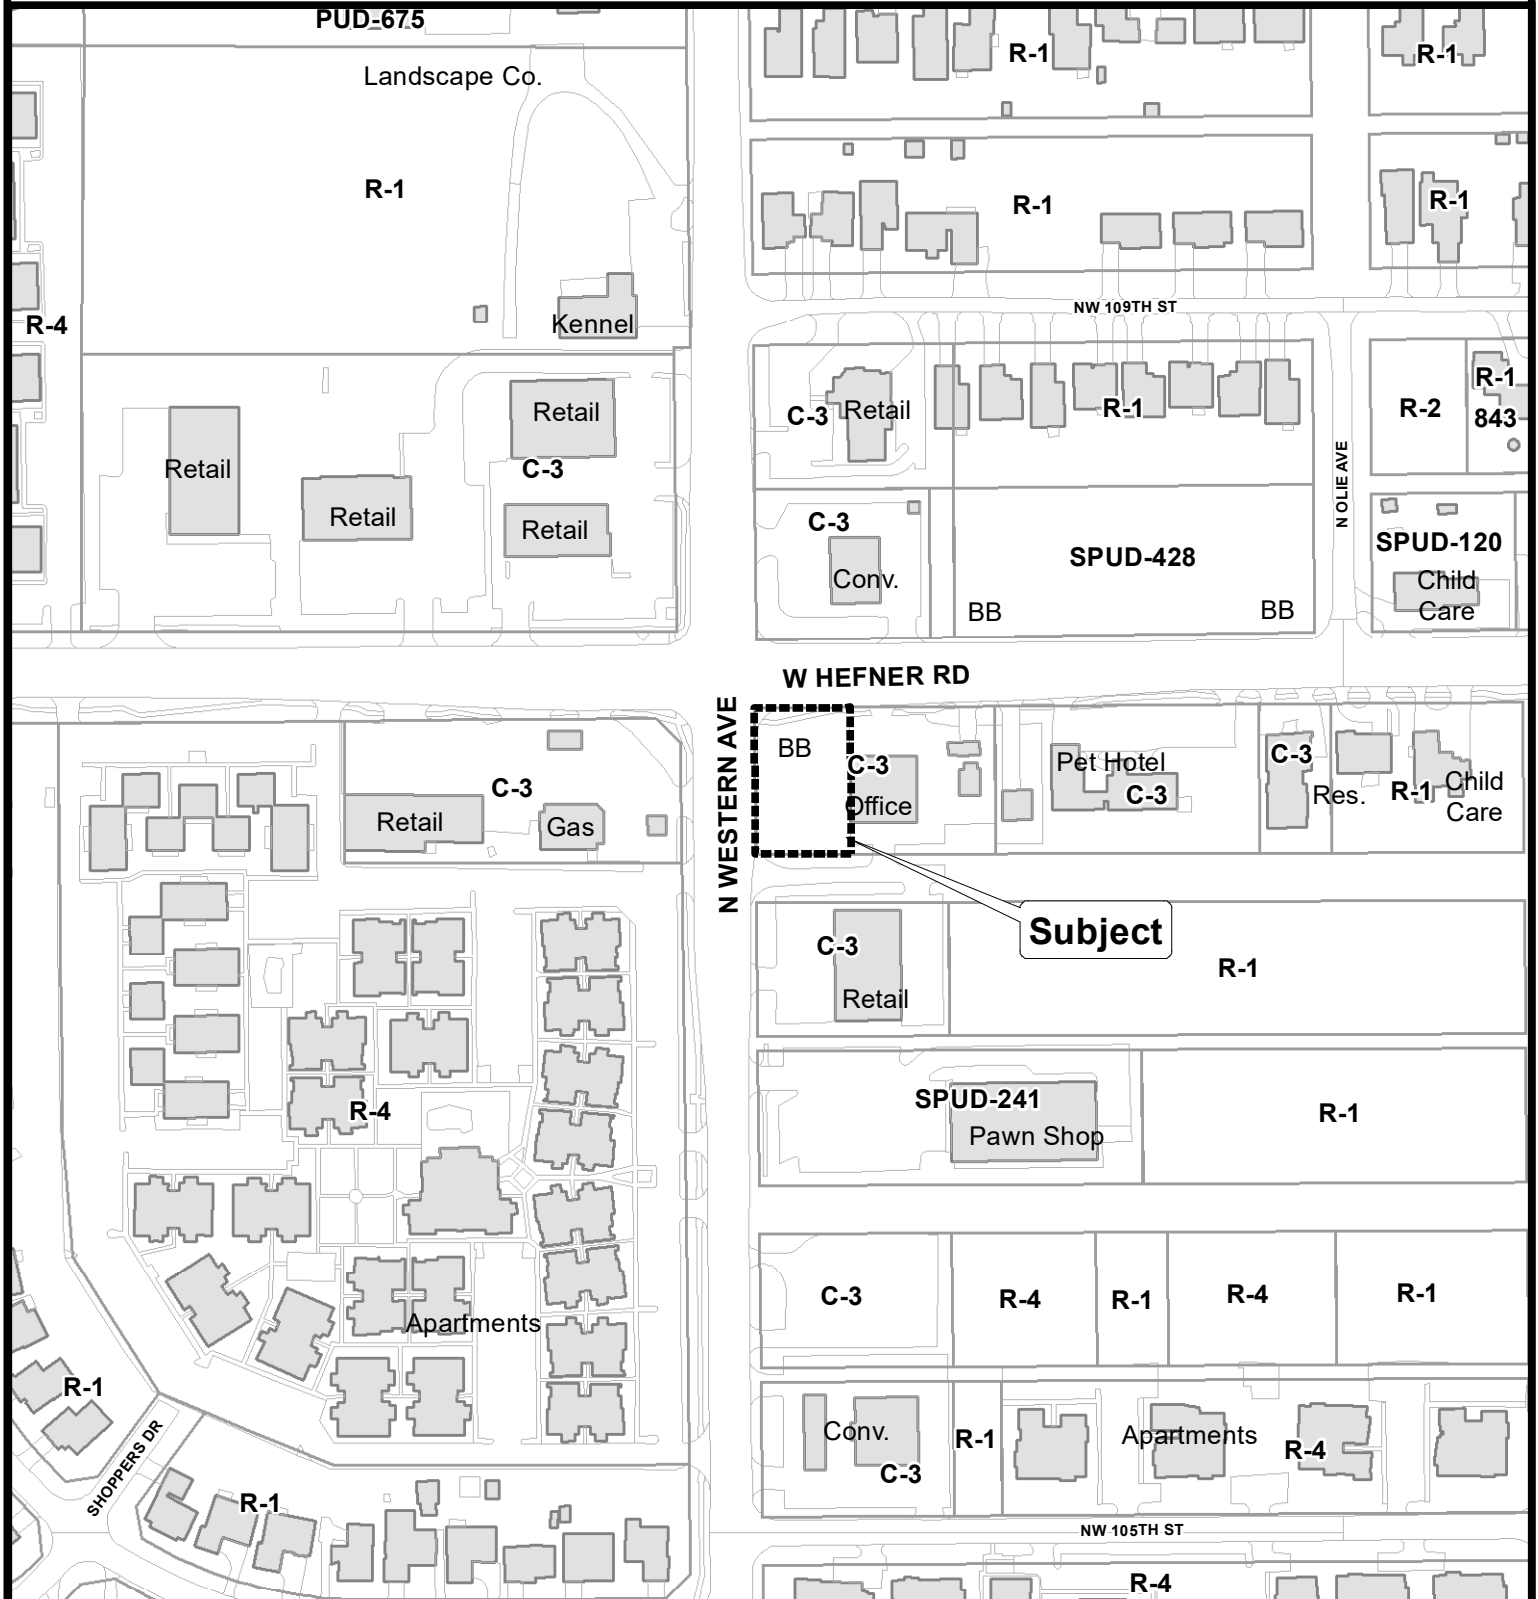 PUD-675
Landscape Co.
R-1
R-1
R-1
R-1
R-1
R-1
R-4
Kennel
NW 109TH ST
Retail
C-3
Retail
Retail
Retail
C-3
Retail
R-1
N OLIE AVE
R-2
R-1
843
C-3
Conv.
SPUD-428
BB
BB
SPUD-120
Child
Care
W HEFNER RD
N WESTERN AVE
BB
C-3
Office
Pet Hotel
C-3
C-3
Res.
R-1
Child
Care
C-3
Retail
Gas
Subject
C-3
Retail
R-1
R-4
SPUD-241
Pawn Shop
R-1
C-3
R-4
R-1
R-4
R-1
Apartments
R-1
SHOPPERS DR
R-1
Conv.
C-3
R-1
Apartments
R-4
NW 105TH ST
R-4